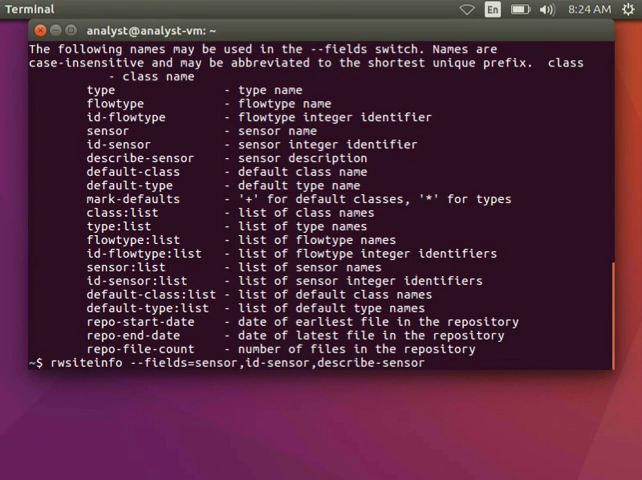 Terminal
En
8:24 AM
analyst@analyst-vm: ~
The following names may be used in the --fields switch. Names are
case-insensitive and may be abbreviated to the shortest unique prefix.  class
- class name
type - type name
flowtype - flowtype name
id-flowtype - flowtype integer identifier
sensor - sensor name
id-sensor - sensor integer identifier
describe-sensor - sensor description
default-class - default class name
default-type - default type name
mark-defaults - '+' for default classes, '*' for types
class:list - list of class names
type:list - list of type names
flowtype:list - list of flowtype names
id-flowtype:list - list of flowtype integer identifiers
sensor:list - list of sensor names
id-sensor:list - list of sensor integer identifiers
default-class:list - list of default class names
default-type:list - list of default type names
repo-start-date - date of earliest file in the repository
repo-end-date - date of latest file in the repository
repo-file-count - number of files in the repository
~$ rwsiteinfo --fields=sensor,id-sensor,describe-sensor